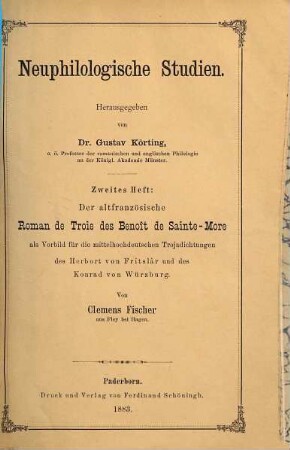 Neuphilologische Studien.
Herausgegeben
von
Dr. Gustav Körting,
o. ö. Professor der romanischen und englischen Philologie
an der Königl. Akademie Münster.
Zweites Heft:
Der altfranzösische
Roman de Troie des Benoît de Sainte-More
als Vorbild für die mittelhochdeutschen Trojadichtungen
des Herbort von Fritslâr und des
Konrad von Würzburg.
Von
Clemens Fischer
aus Fley bei Hagen.
Paderborn.
Druck und Verlag von Ferdinand Schöningh.
1883.